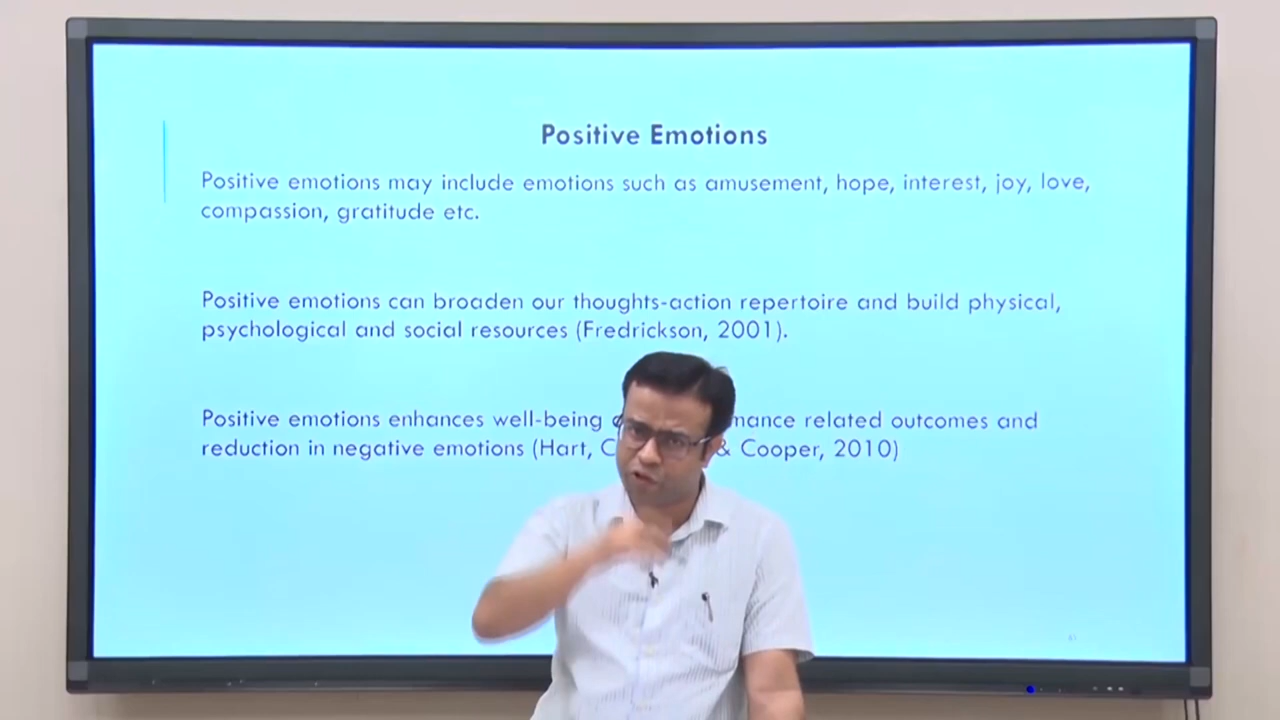 Positive Emotions
Positive emotions may include emotions such as amusement, hope, interest, joy, love,
compassion, gratitude etc.
Positive emotions can broaden our thoughts-action repertoire and build physical,
psychological and social resources (Fredrickson, 2001).
Positive emotions enhances well-being related outcomes and
reduction in negative emotions (Hart, & Cooper, 2010)